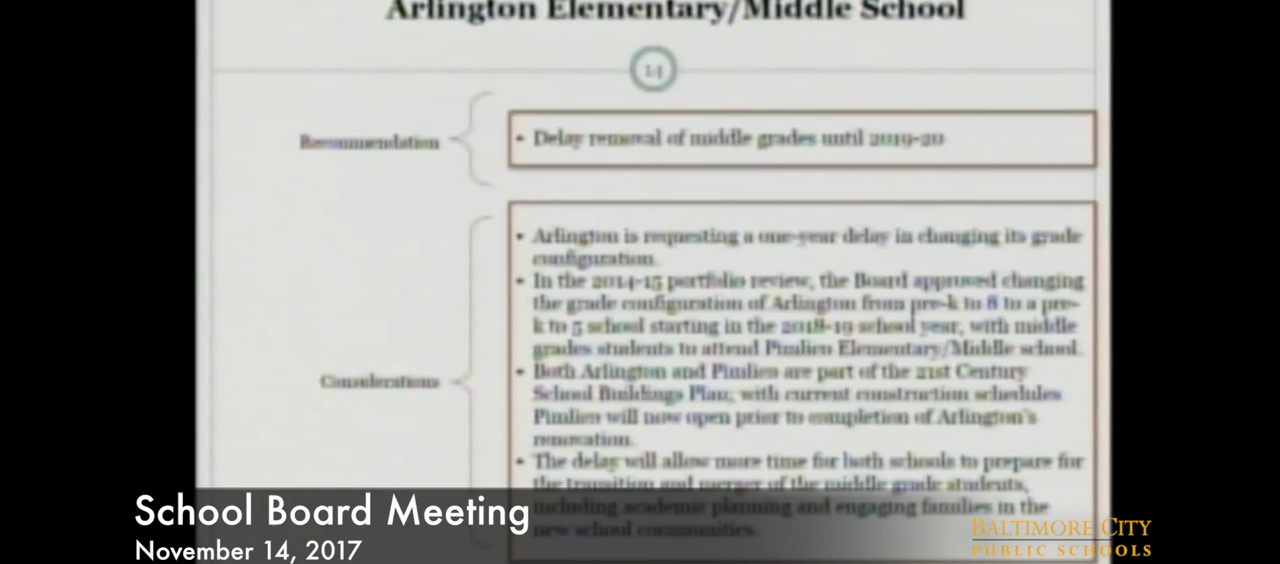 Arlington Elementary/Middle School
14
Recommendation
• Delay removal of middle grades until 2019-20
• Arlington is requesting a one-year delay in changing its grade
configuration.
• In the 2014-15 portfolio review, the Board approved changing
the grade configuration of Arlington from pre-k to 8 to a pre-
k to 5 school starting in the 2018-19 school year, with middle
grades students to attend Pimlico Elementary/Middle school.
Considerations
• Both Arlington and Pimlico are part of the 21st Century
School Buildings Plan; with current construction schedules
Pimlico will now open prior to completion of Arlington's
renovation.
• The delay will allow more time for both schools to prepare for
the transition and merger of the middle grade students,
including academic planning and engaging families in the
new school communities.
School Board Meeting
November 14, 2017
BALTIMORE CITY
PUBLIC SCHOOLS